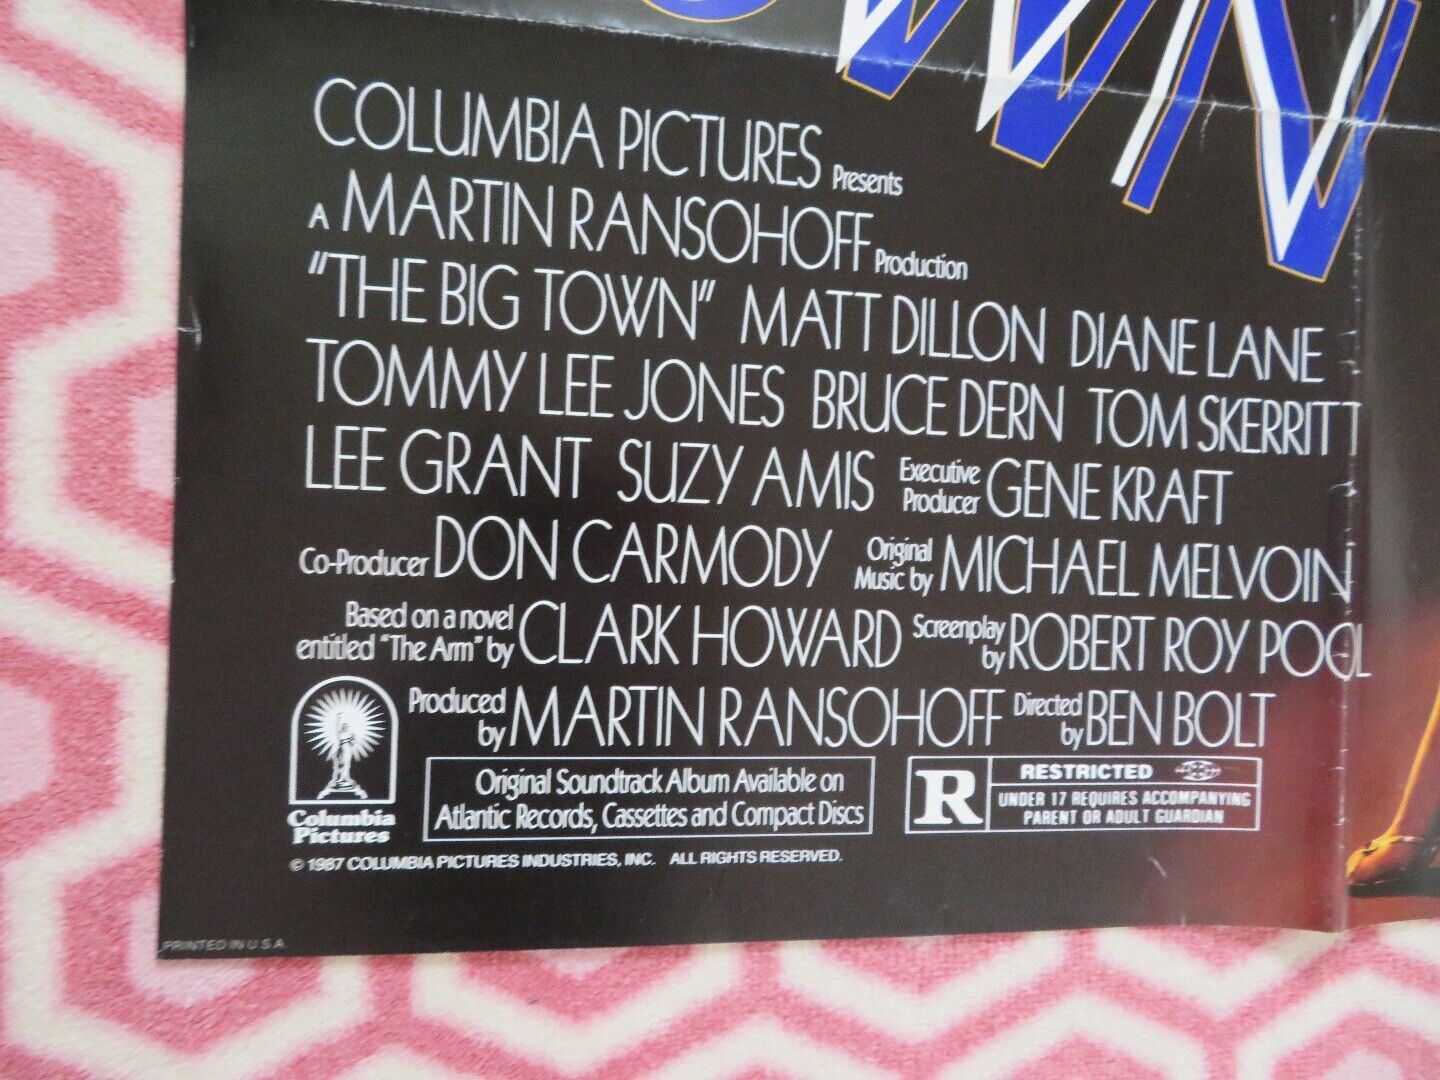 OWN
COLUMBIA PICTURES Presents
A MARTIN RANSOHOFF Production
"THE BIG TOWN" MATT DILLON DIANE LANE
TOMMY LEE JONES BRUCE DERN TOM SKERRITT
LEE GRANT SUZY AMIS Executive Producer GENE KRAFT
Co-Producer DON CARMODY Original Music by MICHAEL MELVOIN
Based on a novel entitled "The Arm" by CLARK HOWARD Screenplay by ROBERT ROY POOL
Produced by MARTIN RANSOHOFF Directed by BEN BOLT
Columbia
Pictures
Original Soundtrack Album Available on
Atlantic Records, Cassettes and Compact Discs
R RESTRICTED
UNDER 17 REQUIRES ACCOMPANYING
PARENT OR ADULT GUARDIAN
© 1987 COLUMBIA PICTURES INDUSTRIES, INC. ALL RIGHTS RESERVED.
PRINTED IN U.S.A.